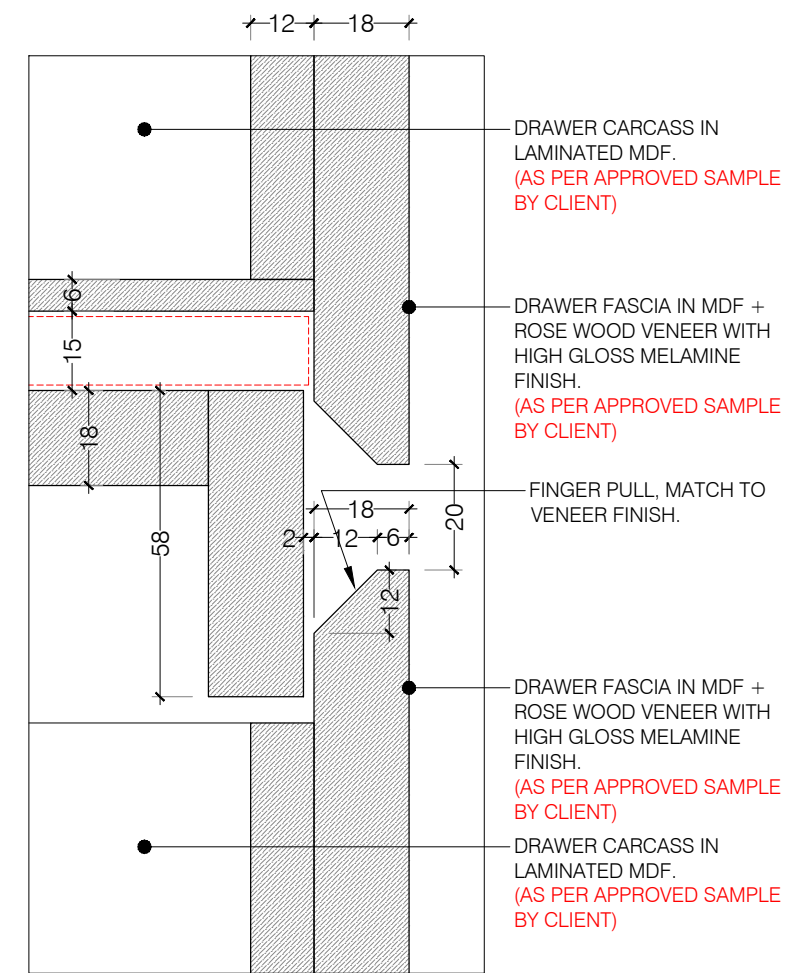 12 18
DRAWER CARCASS IN
LAMINATED MDF.
(AS PER APPROVED SAMPLE
BY CLIENT)
6
DRAWER FASCIA IN MDF +
ROSE WOOD VENEER WITH
HIGH GLOSS MELAMINE
FINISH.
(AS PER APPROVED SAMPLE
BY CLIENT)
15
18
FINGER PULL, MATCH TO
VENEER FINISH.
18
20
58
2 12 6
12
DRAWER FASCIA IN MDF +
ROSE WOOD VENEER WITH
HIGH GLOSS MELAMINE
FINISH.
(AS PER APPROVED SAMPLE
BY CLIENT)
DRAWER CARCASS IN
LAMINATED MDF.
(AS PER APPROVED SAMPLE
BY CLIENT)